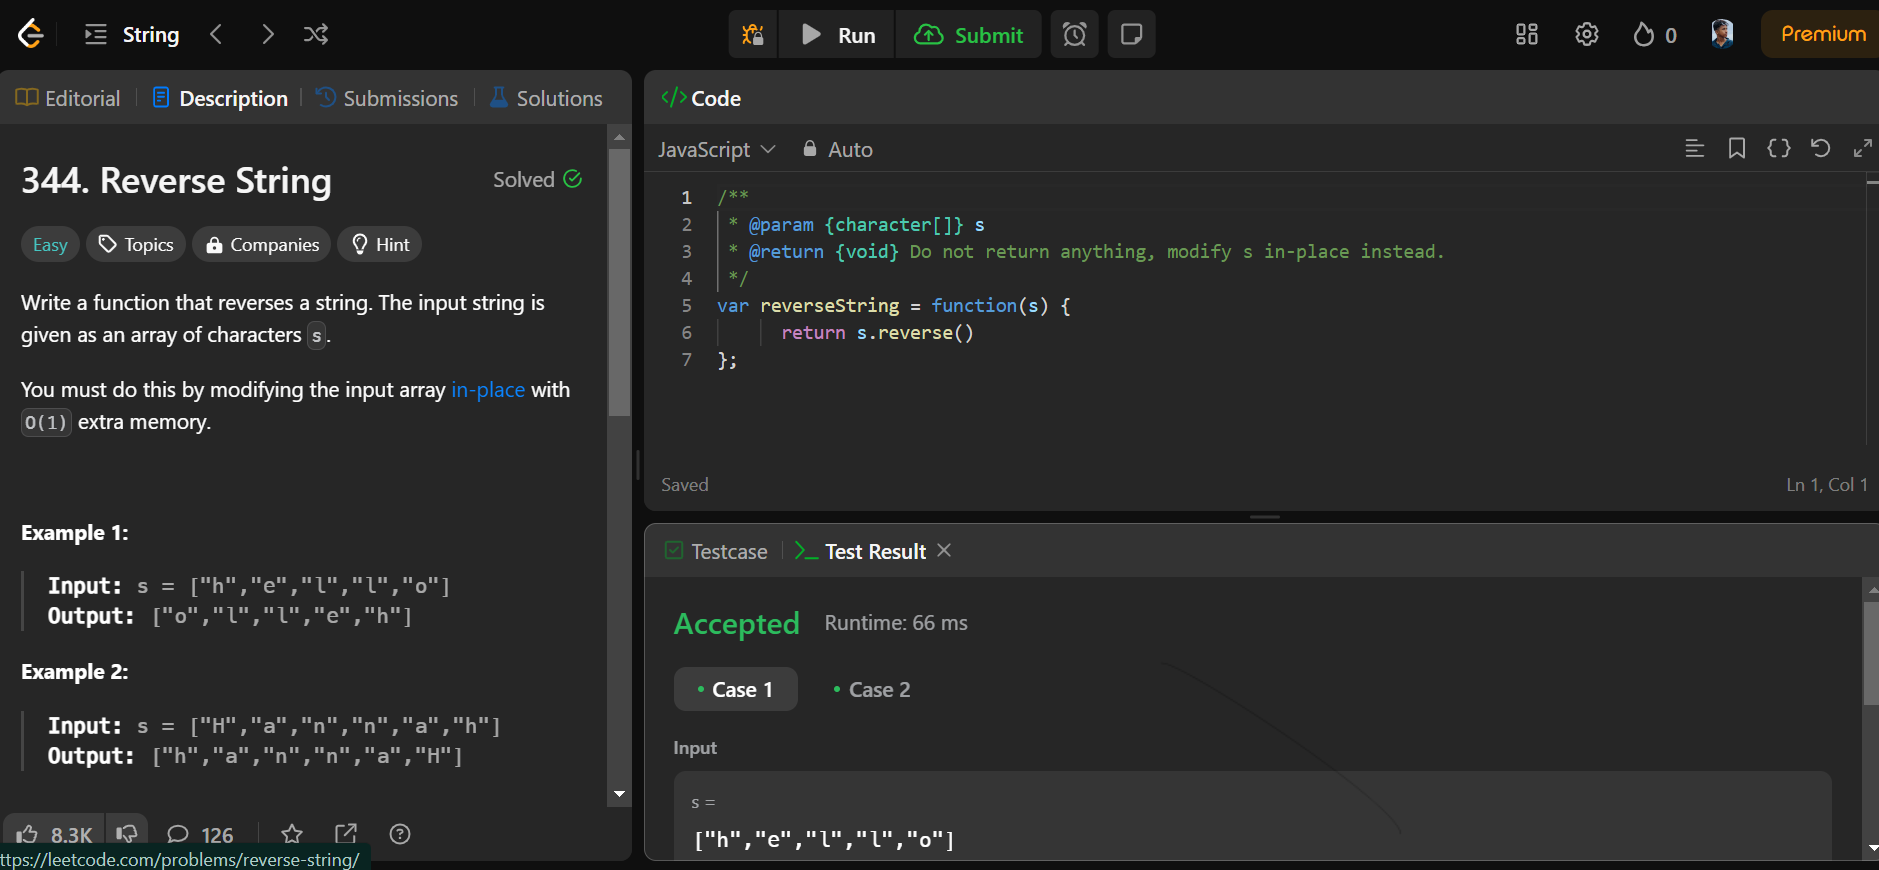 String
Run
Submit
0
Premium
Editorial
Description
Submissions
Solutions
344. Reverse String
Solved
Easy
Topics
Companies
Hint
Write a function that reverses a string. The input string is
given as an array of characters s.
You must do this by modifying the input array in-place with
O(1) extra memory.
Example 1:
Input: s = ["h","e","l","l","o"]
Output: ["o","l","l","e","h"]
Example 2:
Input: s = ["H","a","n","n","a","h"]
Output: ["h","a","n","n","a","H"]
8.3K
126
ttps://leetcode.com/problems/reverse-string/
</> Code
JavaScript
Auto
1 /**
2 * @param {character[]} s
3 * @return {void} Do not return anything, modify s in-place instead.
4 */
5 var reverseString = function(s) {
6 return s.reverse()
7 };
Saved
Ln 1, Col 1
Testcase
Test Result
Accepted
Runtime: 66 ms
• Case 1
• Case 2
Input
s =
["h","e","l","l","o"]